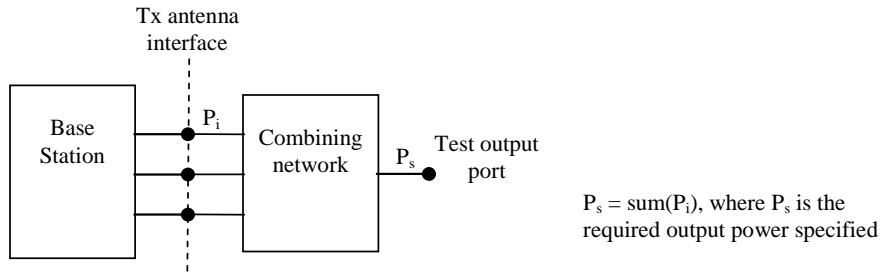 Tx antenna
interface
Base
Station
P_i
Combining
network
P_s
Test output
port
P_s = sum(P_i), where P_s is the
required output power specified